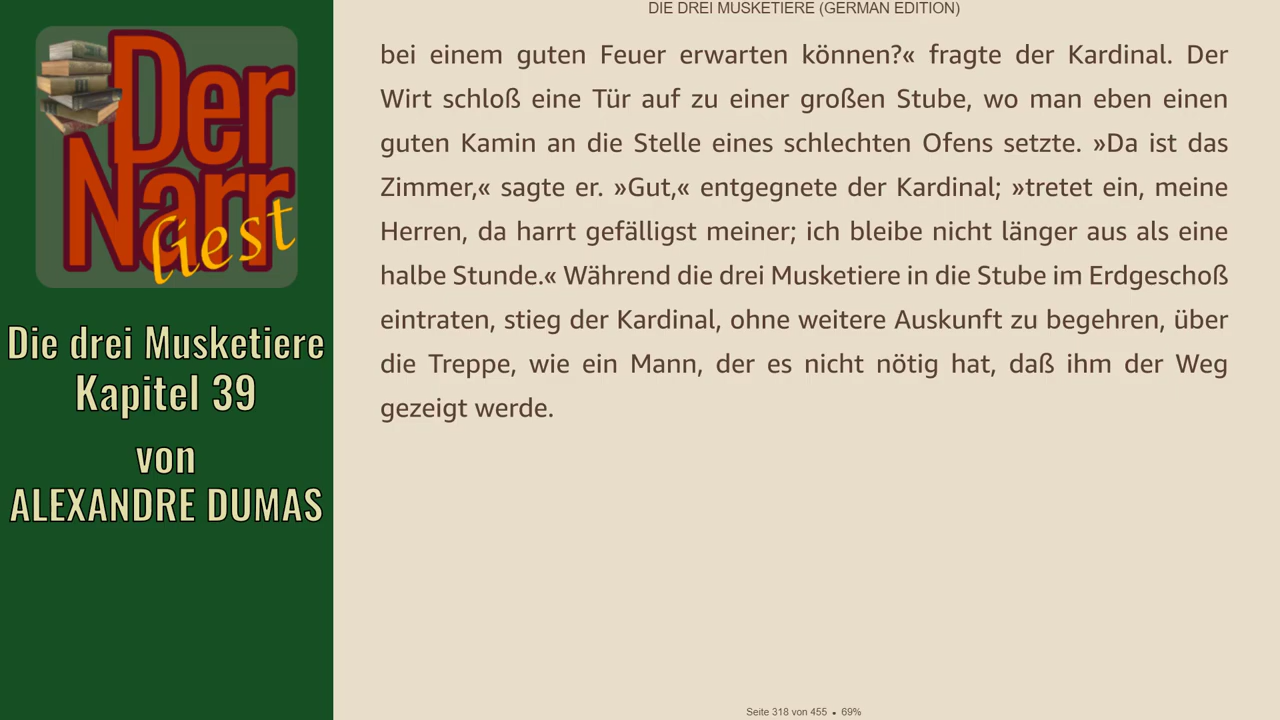 Der
Narr
liest
Die drei Musketiere
Kapitel 39
von
ALEXANDRE DUMAS
DIE DREI MUSKETIERE (GERMAN EDITION)
bei einem guten Feuer erwarten können?« fragte der Kardinal. Der
Wirt schloß eine Tür auf zu einer großen Stube, wo man eben einen
guten Kamin an die Stelle eines schlechten Ofens setzte. »Da ist das
Zimmer,« sagte er. »Gut,« entgegnete der Kardinal; »tretet ein, meine
Herren, da harrt gefälligst meiner; ich bleibe nicht länger aus als eine
halbe Stunde.« Während die drei Musketiere in die Stube im Erdgeschoß
eintraten, stieg der Kardinal, ohne weitere Auskunft zu begehren, über
die Treppe, wie ein Mann, der es nicht nötig hat, daß ihm der Weg
gezeigt werde.
Seite 318 von 455 • 69%